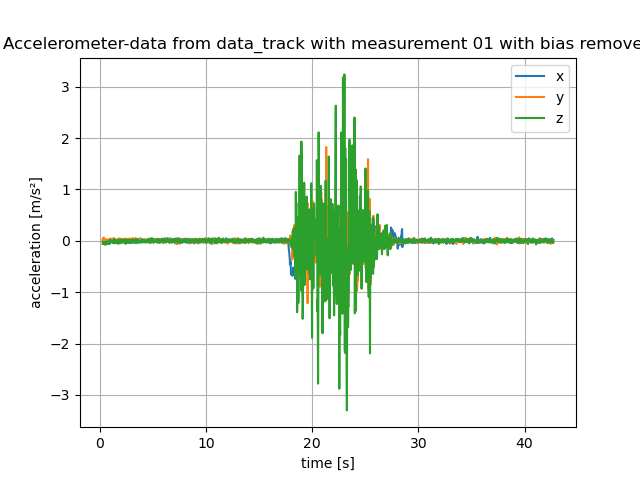 Accelerometer-data from data_track with measurement 01 with bias remove
x
y
z
acceleration [m/s²]
3
2
1
0
−1
−2
−3
0 10 20 30 40
time [s]